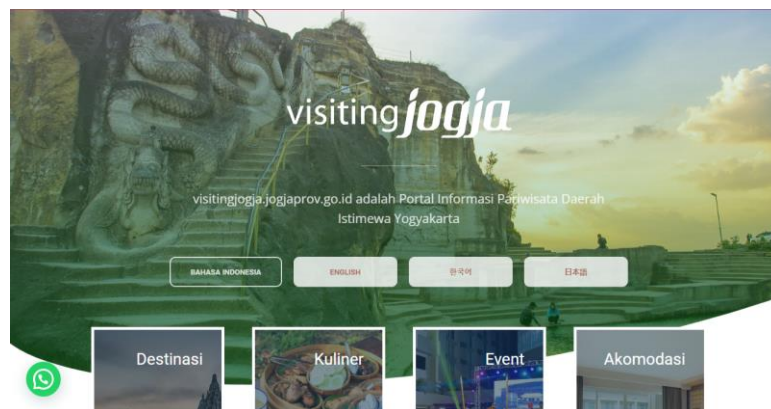 visitingjogja
visitingjogja.jogjaprov.go.id adalah Portal Informasi Pariwisata Daerah
Istimewa Yogyakarta
BAHASA INDONESIA
ENGLISH
한국어
日本語
Destinasi
Kuliner
Event
Akomodasi